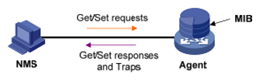 Get/Set requests
MIB
Get/Set responses
and Traps
NMS
Agent